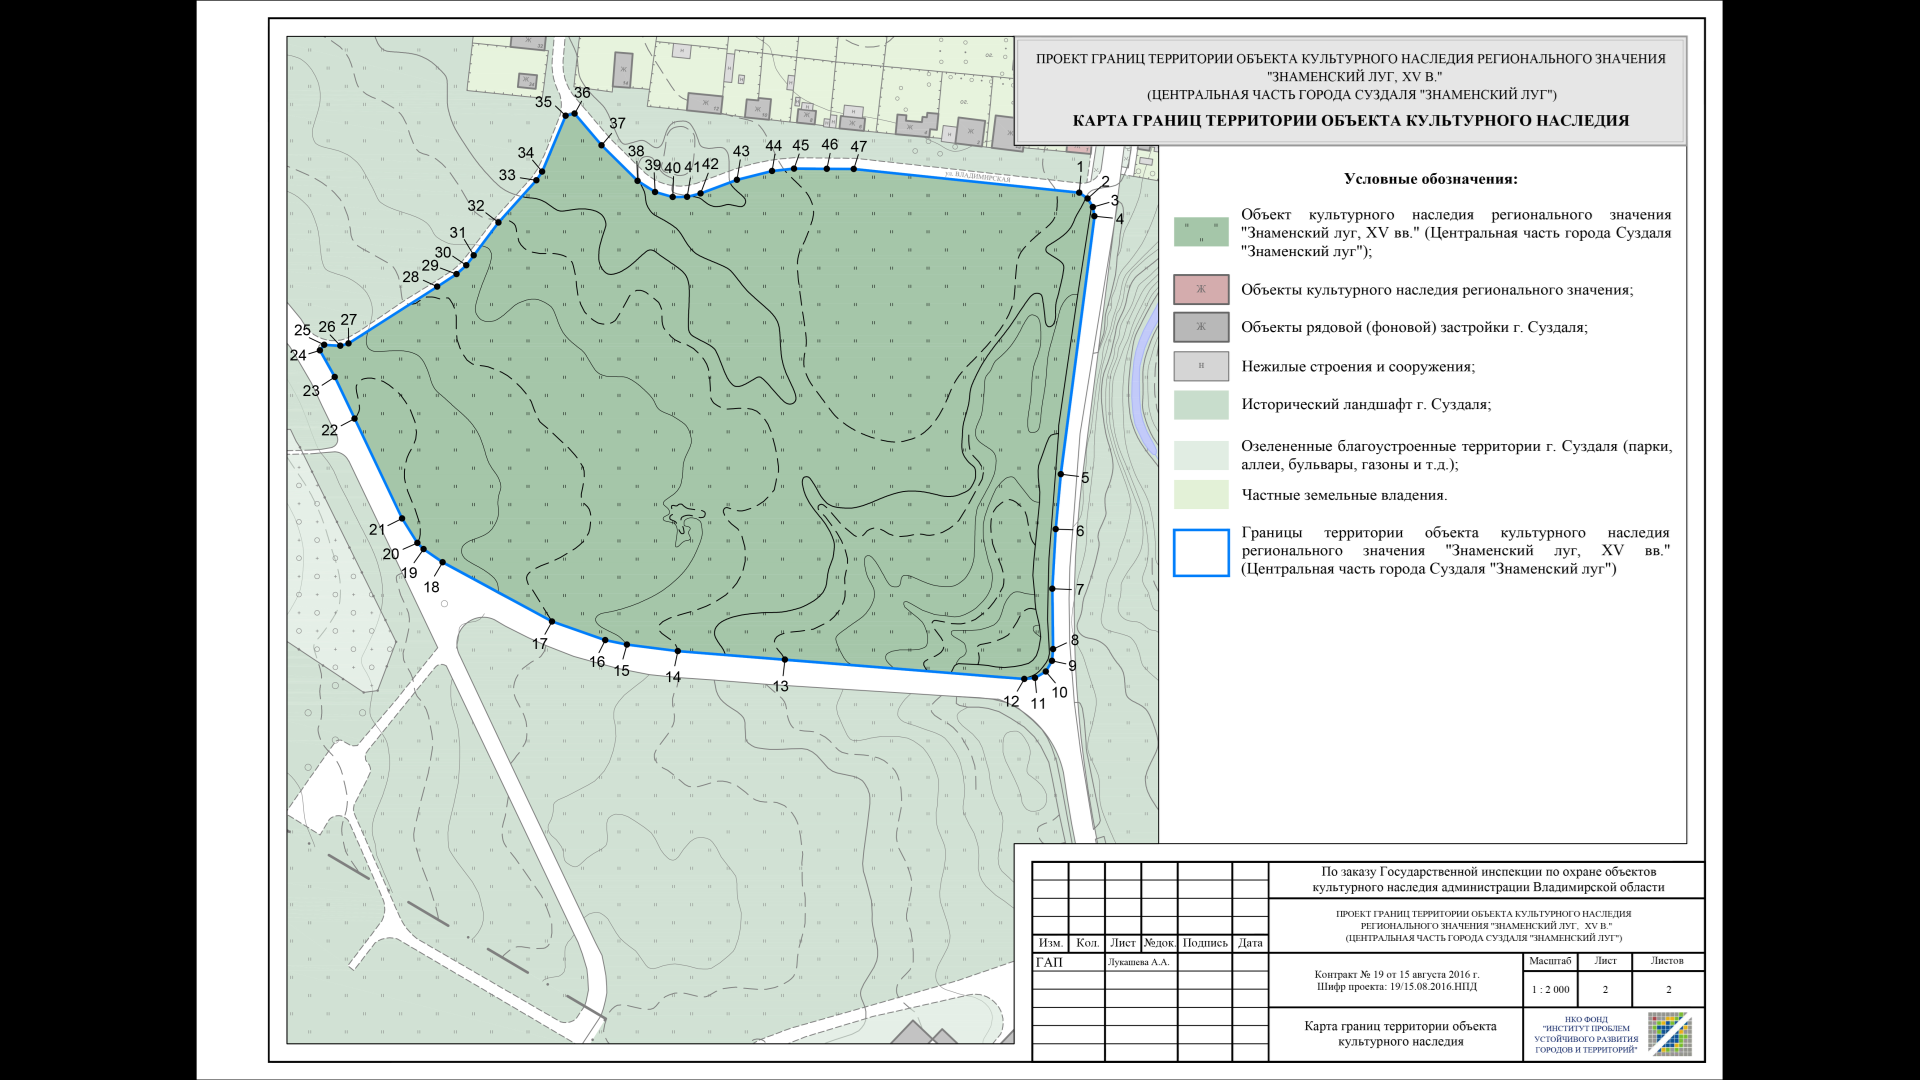 ПРОЕКТ ГРАНИЦ ТЕРРИТОРИИ ОБЪЕКТА КУЛЬТУРНОГО НАСЛЕДИЯ РЕГИОНАЛЬНОГО ЗНАЧЕНИЯ
"ЗНАМЕНСКИЙ ЛУГ, XV В."
(ЦЕНТРАЛЬНАЯ ЧАСТЬ ГОРОДА СУЗДАЛЯ "ЗНАМЕНСКИЙ ЛУГ")
КАРТА ГРАНИЦ ТЕРРИТОРИИ ОБЪЕКТА КУЛЬТУРНОГО НАСЛЕДИЯ
35 36
37
34
33
38 39 40 41 42 43 44 45 46 47
ул. ВЛАДИМИРСКАЯ
1
2
3
4
32
31
30
29
28
27
26
25
24
23
22
21
20
19
18
17
16
15
14
13
12
11
10
9
8
7
6
5
Условные обозначения:
Объект культурного наследия регионального значения
"Знаменский луг, XV вв." (Центральная часть города Суздаля
"Знаменский луг");
Ж Объекты культурного наследия регионального значения;
Ж Объекты рядовой (фоновой) застройки г. Суздаля;
Н Нежилые строения и сооружения;
Исторический ландшафт г. Суздаля;
Озелененные благоустроенные территории г. Суздаля (парки,
аллеи, бульвары, газоны и т.д.);
Частные земельные владения.
Границы территории объекта культурного наследия
регионального значения "Знаменский луг, XV вв."
(Центральная часть города Суздаля "Знаменский луг")
Изм. Кол. Лист №док. Подпись Дата
ГАП Лукашева А.А.
По заказу Государственной инспекции по охране объектов
культурного наследия администрации Владимирской области
ПРОЕКТ ГРАНИЦ ТЕРРИТОРИИ ОБЪЕКТА КУЛЬТУРНОГО НАСЛЕДИЯ
РЕГИОНАЛЬНОГО ЗНАЧЕНИЯ "ЗНАМЕНСКИЙ ЛУГ, XV В."
(ЦЕНТРАЛЬНАЯ ЧАСТЬ ГОРОДА СУЗДАЛЯ "ЗНАМЕНСКИЙ ЛУГ")
Контракт № 19 от 15 августа 2016 г.
Шифр проекта: 19/15.08.2016.НПД
Масштаб Лист Листов
1 : 2 000 2 2
Карта границ территории объекта
культурного наследия
НКО ФОНД
"ИНСТИТУТ ПРОБЛЕМ
УСТОЙЧИВОГО РАЗВИТИЯ
ГОРОДОВ И ТЕРРИТОРИЙ"